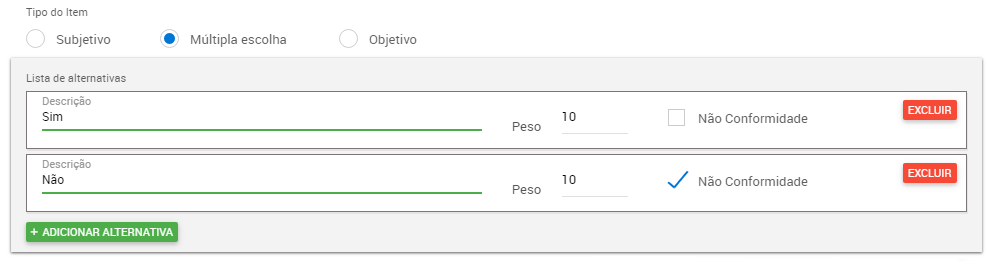 Tipo do Item
Subjetivo Múltipla escolha Objetivo
Lista de alternativas
Descrição
Sim Peso 10 Não Conformidade EXCLUIR
Descrição
Não Peso 10 Não Conformidade EXCLUIR
+ ADICIONAR ALTERNATIVA